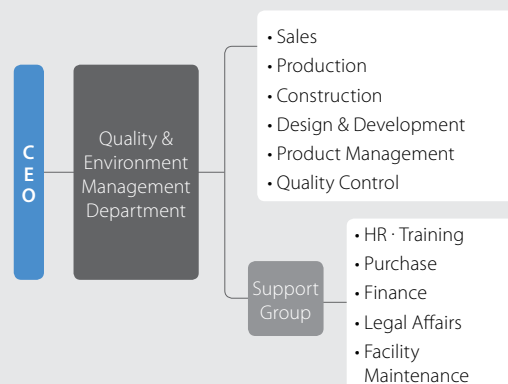 CEO
Quality &
Environment
Management
Department
• Sales
• Production
• Construction
• Design & Development
• Product Management
• Quality Control
Support
Group
• HR · Training
• Purchase
• Finance
• Legal Affairs
• Facility
Maintenance